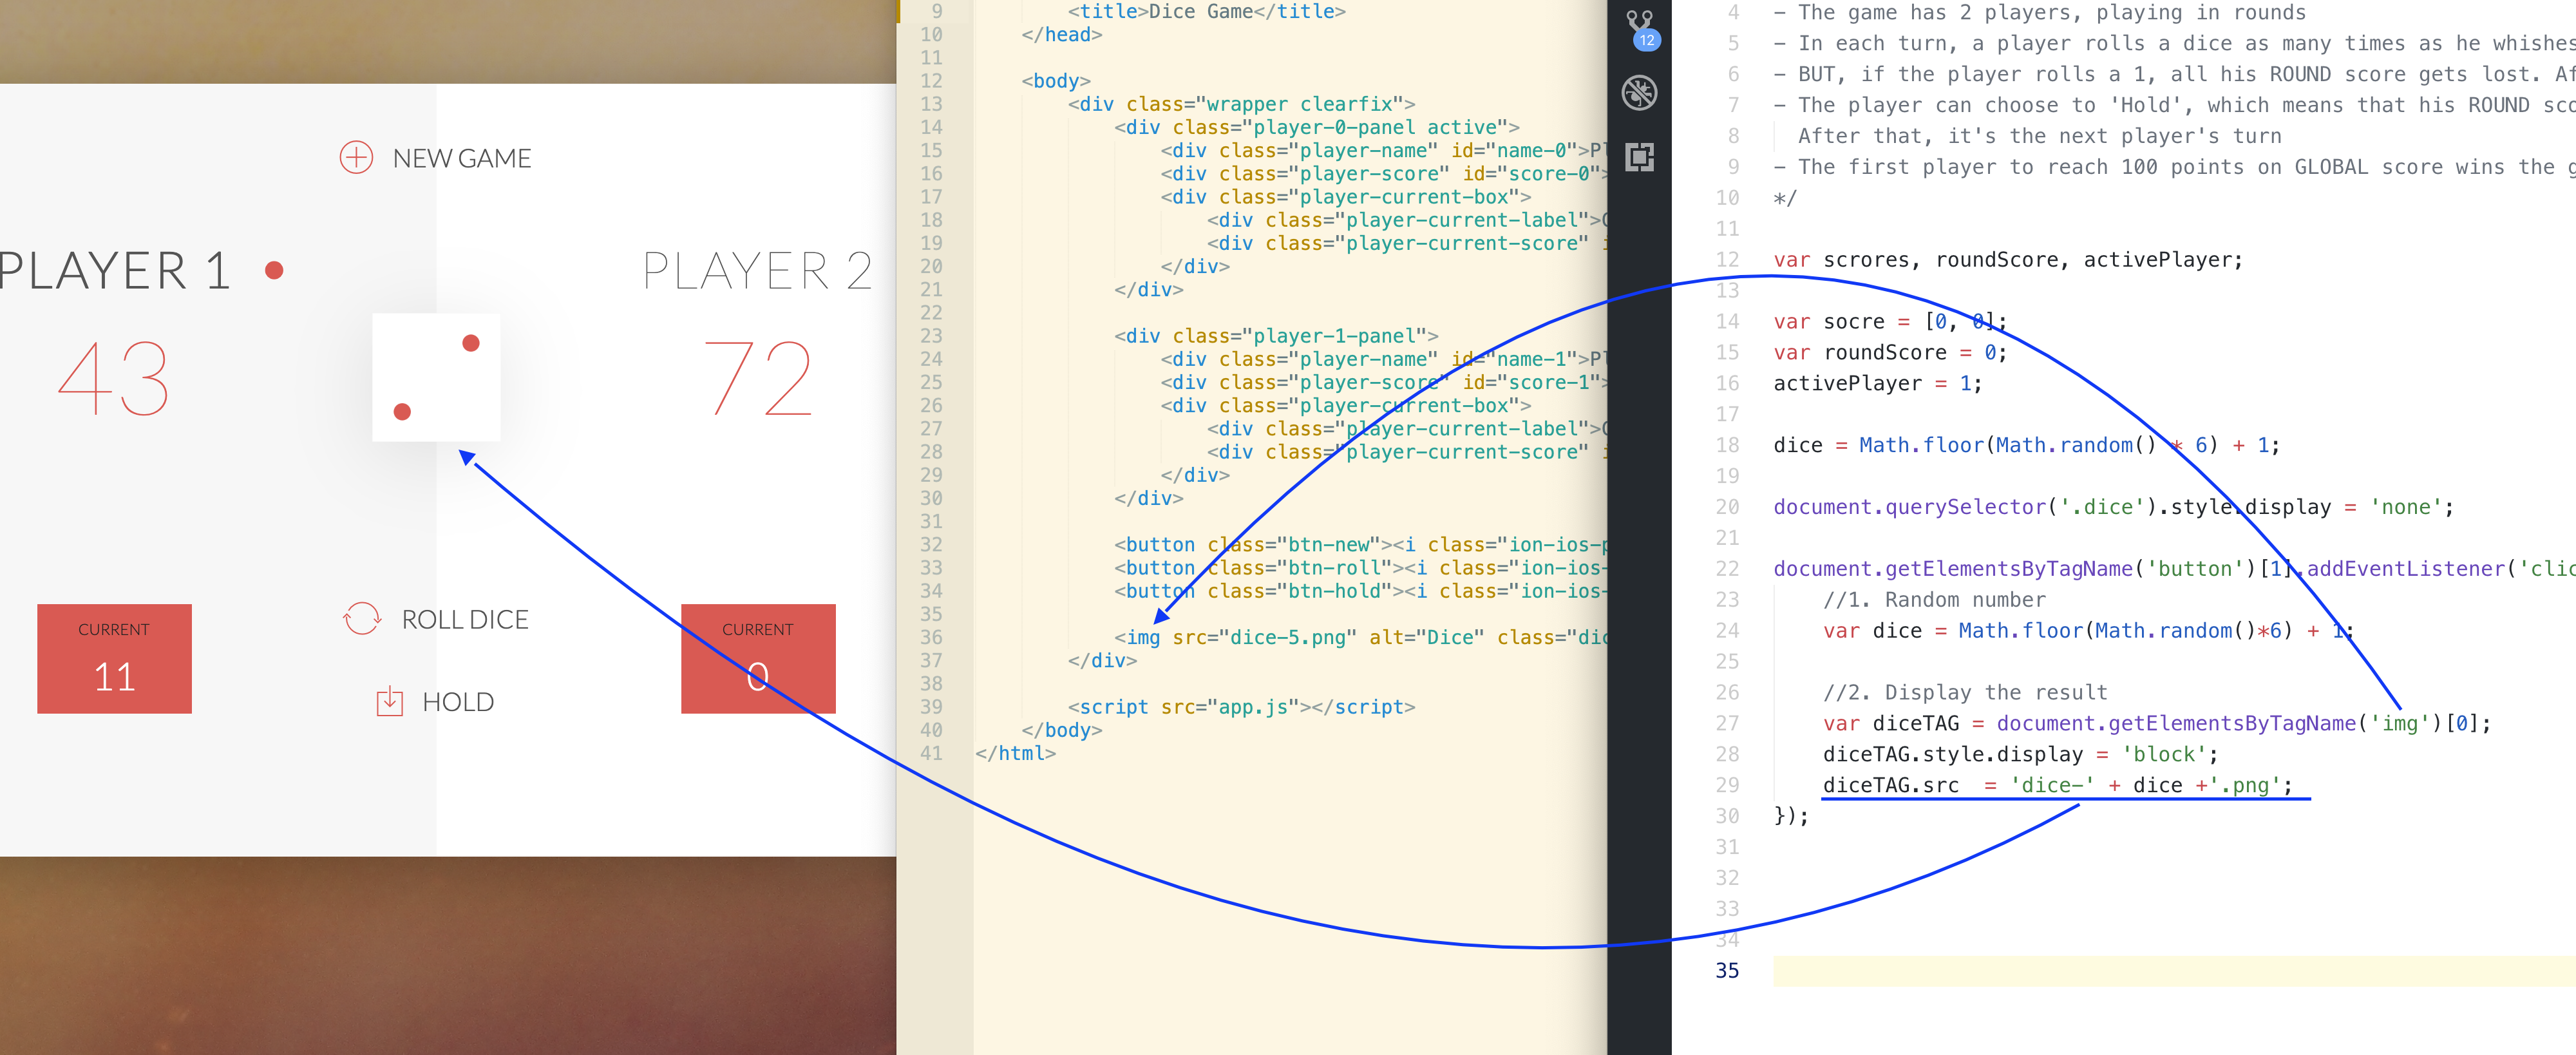 NEW GAME
PLAYER 1
PLAYER 2
43
72
CURRENT
11
ROLL DICE
HOLD
CURRENT
0
9 <title>Dice Game</title>
10 </head>
11
12 <body>
13 <div class="wrapper clearfix">
14 <div class="player-0-panel active">
15 <div class="player-name" id="name-0">Pl
16 <div class="player-score" id="score-0">
17 <div class="player-current-box">
18 <div class="player-current-label">C
19 <div class="player-current-score" i
20 </div>
21 </div>
22
23 <div class="player-1-panel">
24 <div class="player-name" id="name-1">Pl
25 <div class="player-score" id="score-1">
26 <div class="player-current-box">
27 <div class="player-current-label">C
28 <div class="player-current-score" i
29 </div>
30 </div>
31
32 <button class="btn-new"><i class="ion-ios-p
33 <button class="btn-roll"><i class="ion-ios-
34 <button class="btn-hold"><i class="ion-ios-
35
36 <img src="dice-5.png" alt="Dice" class="dic
37 </div>
38
39 <script src="app.js"></script>
40 </body>
41 </html>
12
4 - The game has 2 players, playing in rounds
5 - In each turn, a player rolls a dice as many times as he whishes
6 - BUT, if the player rolls a 1, all his ROUND score gets lost. Af
7 - The player can choose to 'Hold', which means that his ROUND sco
8 After that, it's the next player's turn
9 - The first player to reach 100 points on GLOBAL score wins the g
10 */
11
12 var scrores, roundScore, activePlayer;
13
14 var socre = [0, 0];
15 var roundScore = 0;
16 activePlayer = 1;
17
18 dice = Math.floor(Math.random() * 6) + 1;
19
20 document.querySelector('.dice').style.display = 'none';
21
22 document.getElementsByTagName('button')[1].addEventListener('clic
23 //1. Random number
24 var dice = Math.floor(Math.random()*6) + 1;
25
26 //2. Display the result
27 var diceTAG = document.getElementsByTagName('img')[0];
28 diceTAG.style.display = 'block';
29 diceTAG.src = 'dice-' + dice +'.png';
30 });
31
32
33
34
35